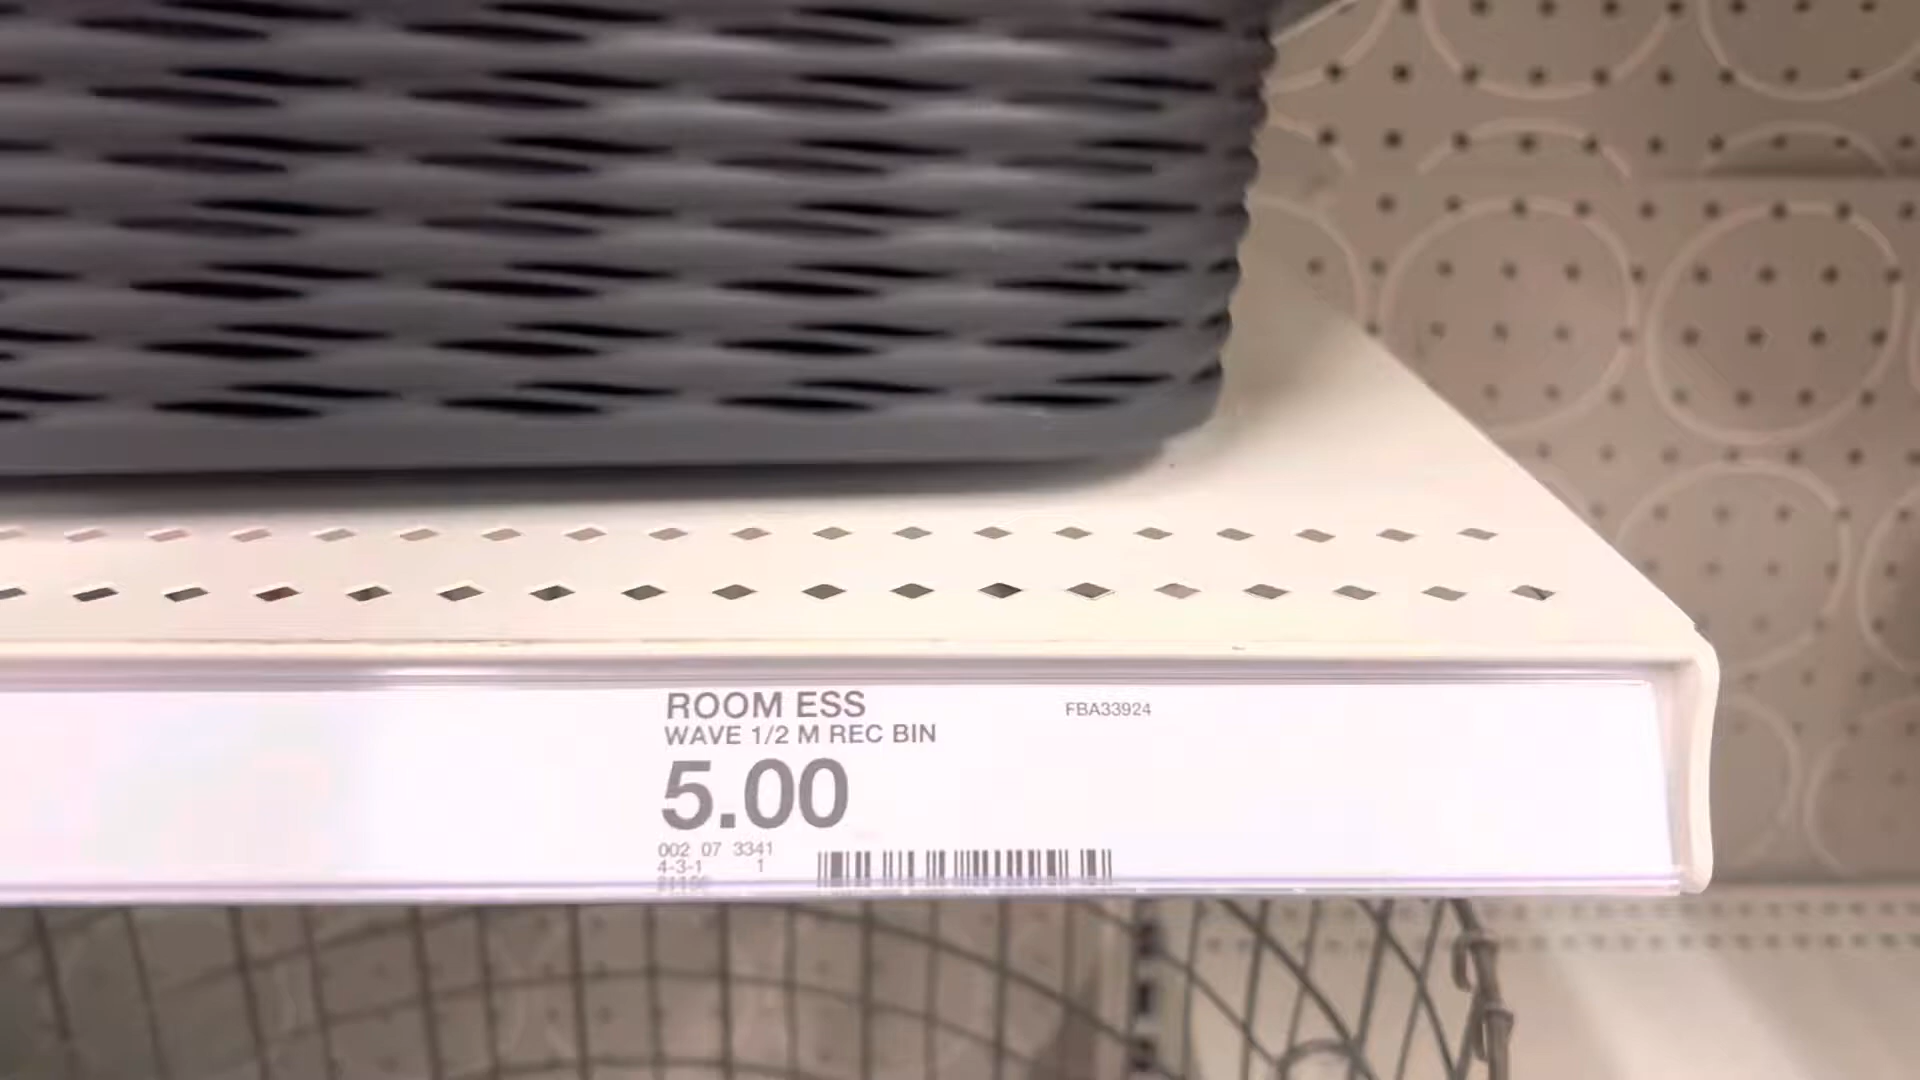 ROOM ESS
FBA33924
WAVE 1/2 M REC BIN
5.00
002 07 3341
4-3-1 1